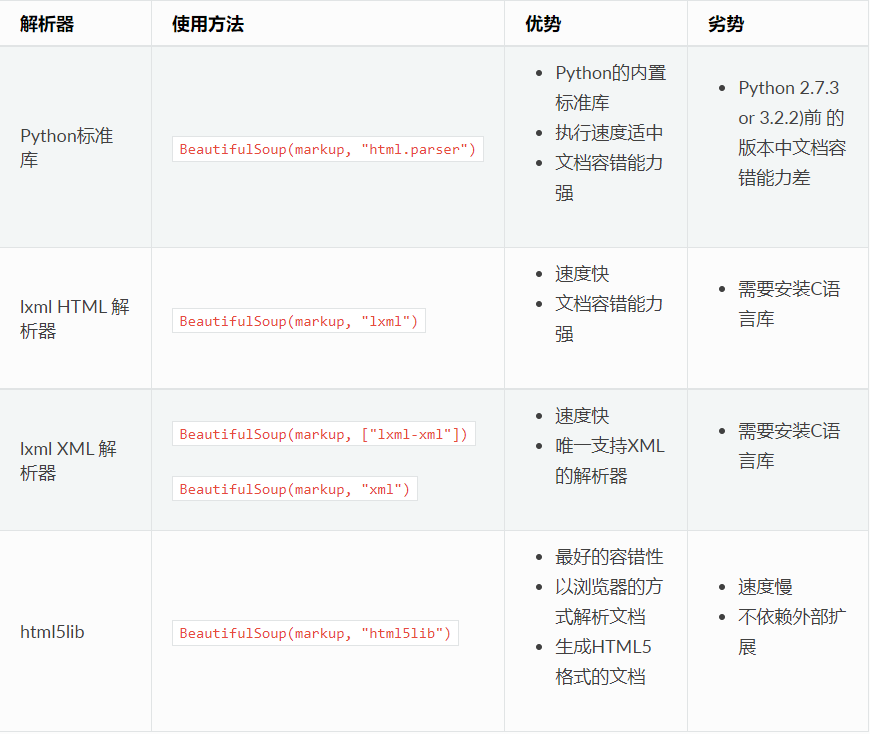 解析器
使用方法
优势
劣势
Python标准
库
BeautifulSoup(markup, "html.parser")
Python的内置
标准库
执行速度适中
文档容错能力
强
Python 2.7.3
or 3.2.2)前 的
版本中文档容
错能力差
lxml HTML 解
析器
BeautifulSoup(markup, "lxml")
速度快
文档容错能力
强
需要安装C语
言库
lxml XML 解
析器
BeautifulSoup(markup, ["lxml-xml"])
BeautifulSoup(markup, "xml")
速度快
唯一支持XML
的解析器
需要安装C语
言库
html5lib
BeautifulSoup(markup, "html5lib")
最好的容错性
以浏览器的方
式解析文档
生成HTML5
格式的文档
速度慢
不依赖外部扩
展